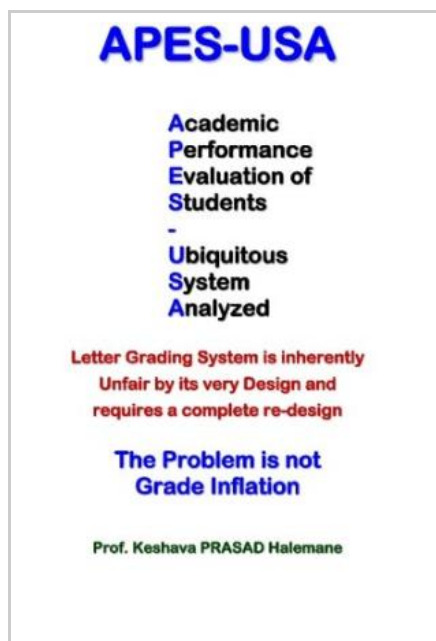 APES-USA
Academic
Performance
Evaluation of
Students
-
Ubiquitous
System
Analyzed
Letter Grading System is inherently
Unfair by its very Design and
requires a complete re-design
The Problem is not
Grade Inflation
Prof. Keshava PRASAD Halemane